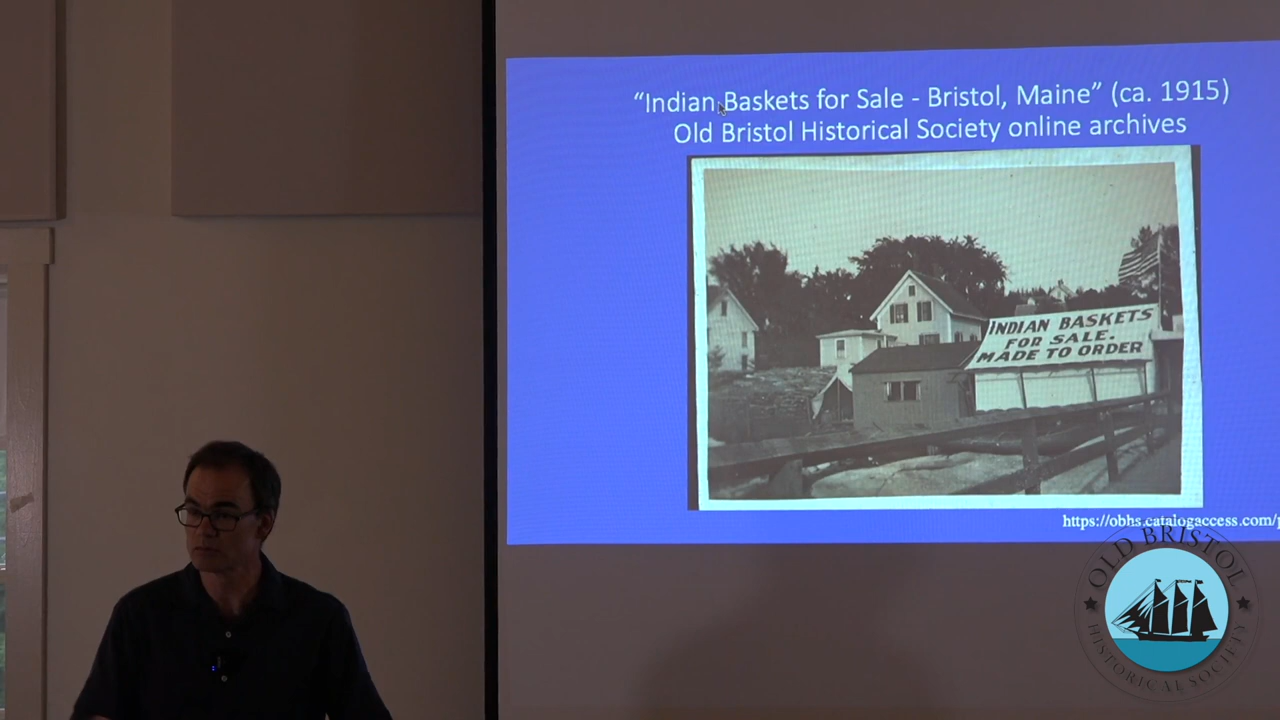 “Indian Baskets for Sale - Bristol, Maine” (ca. 1915)
Old Bristol Historical Society online archives
INDIAN BASKETS
FOR SALE.
MADE TO ORDER
https://obhs.catalogaccess.com/p
OLD BRISTOL
HISTORICAL SOCIETY